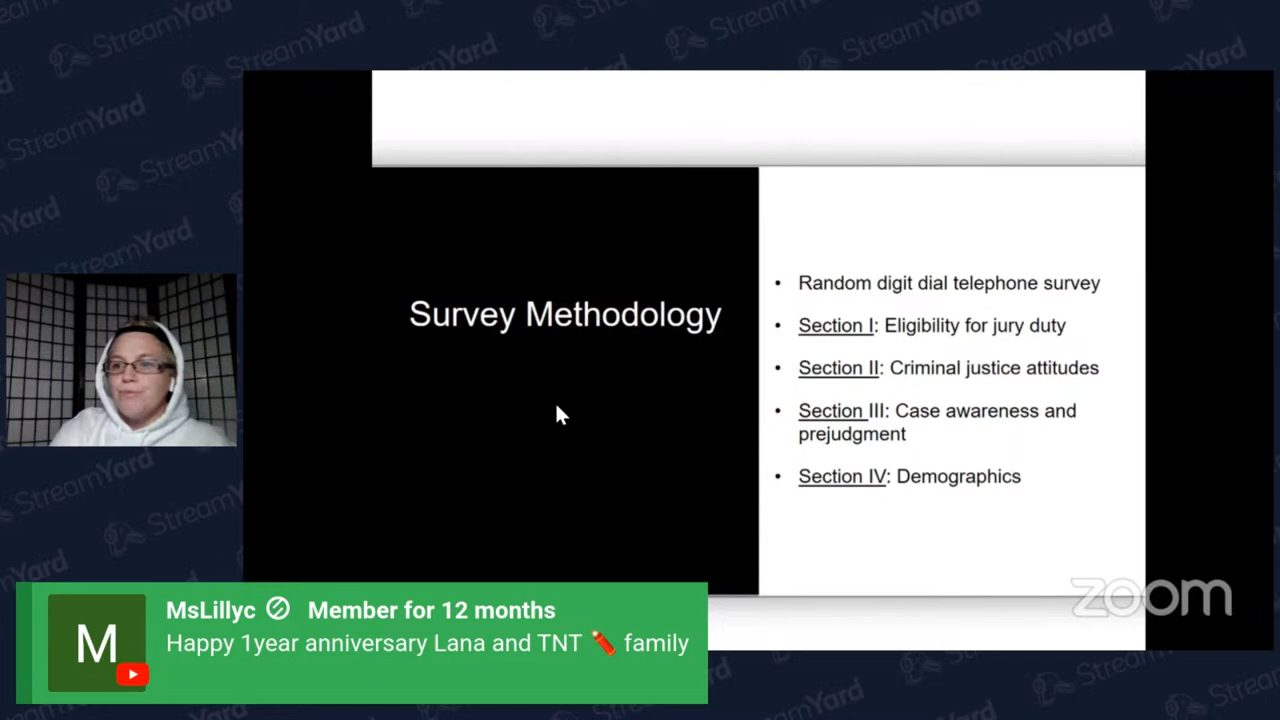 StreamYard
Survey Methodology
• Random digit dial telephone survey
• Section I: Eligibility for jury duty
• Section II: Criminal justice attitudes
• Section III: Case awareness and
prejudgment
• Section IV: Demographics
zoom
M
MsLillyc Member for 12 months
Happy 1year anniversary Lana and TNT 🧨 family